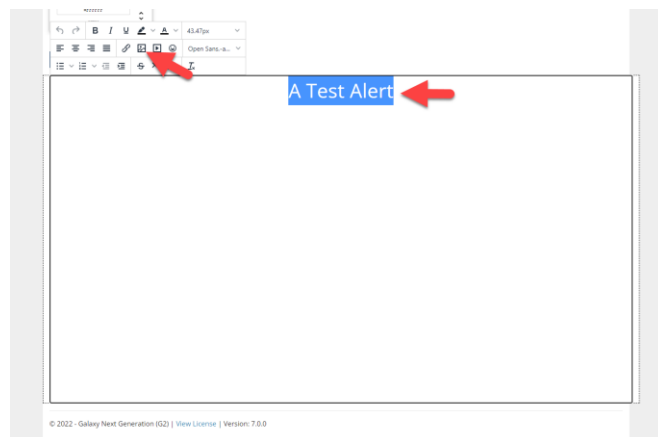 B I U A 43.47px
Open Sans,-a...
A Test Alert
© 2022 - Galaxy Next Generation (G2) | View License | Version: 7.0.0